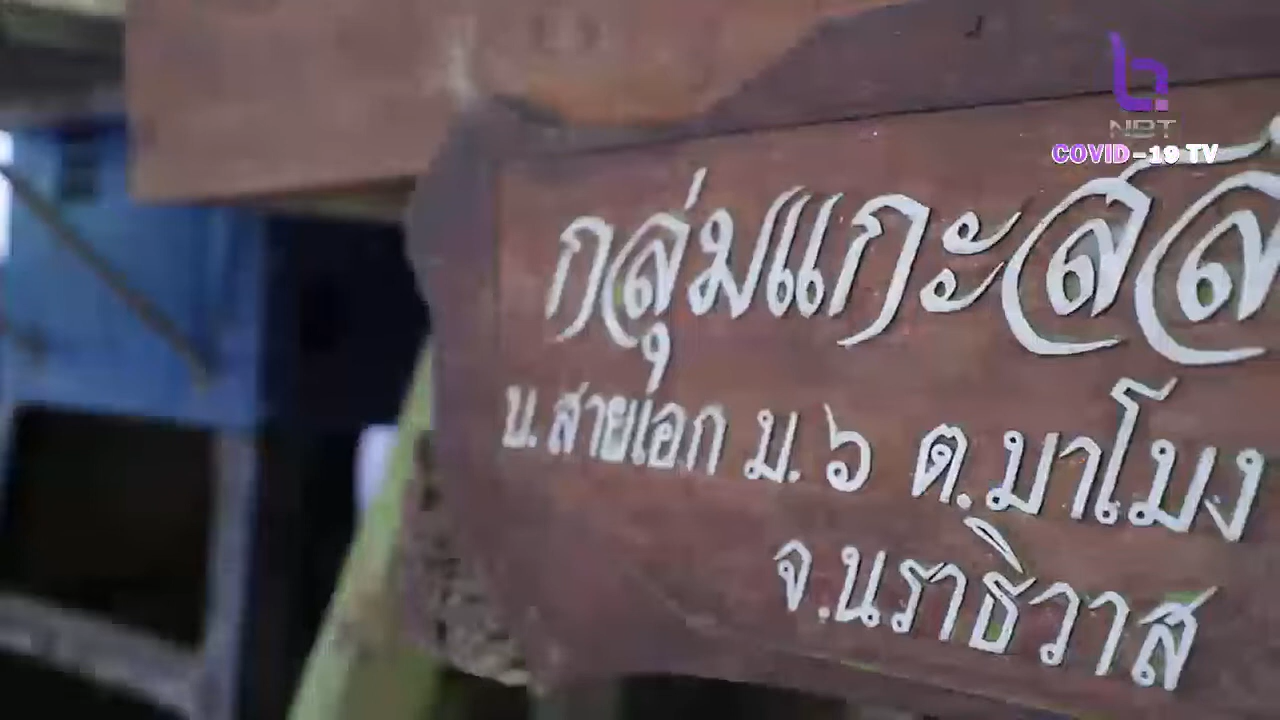 NBT
COVID-19 TV
กลุ่มแกะสลั
บ.สายเอก ม.๖ ต.มาโมง
จ.นราธิวาส